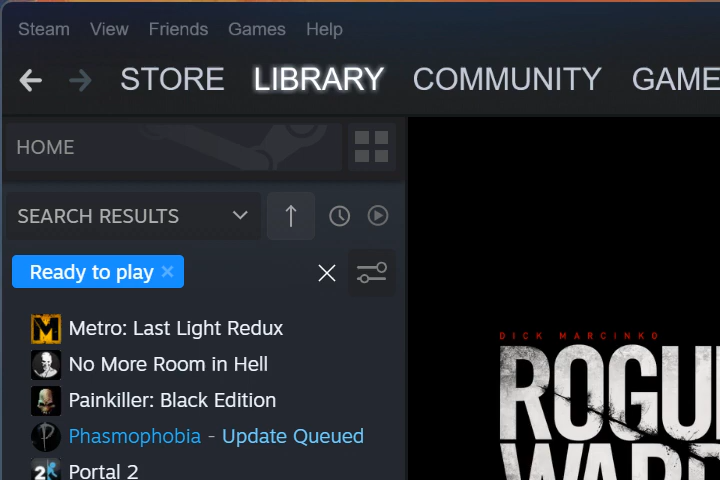 Steam View Friends Games Help
STORE LIBRARY COMMUNITY GAME
HOME
SEARCH RESULTS
Ready to play
Metro: Last Light Redux
No More Room in Hell
Painkiller: Black Edition
Phasmophobia - Update Queued
Portal 2
DICK MARCINKO
ROGU
WARR